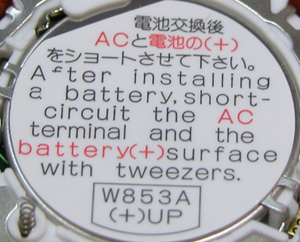 電池交換後
ACと電池の(+)
をショートさせて下さい。
After installing
a battery,short-
circuit the AC
terminal and the
battery(+)surface
with tweezers.
W853A
(+)UP